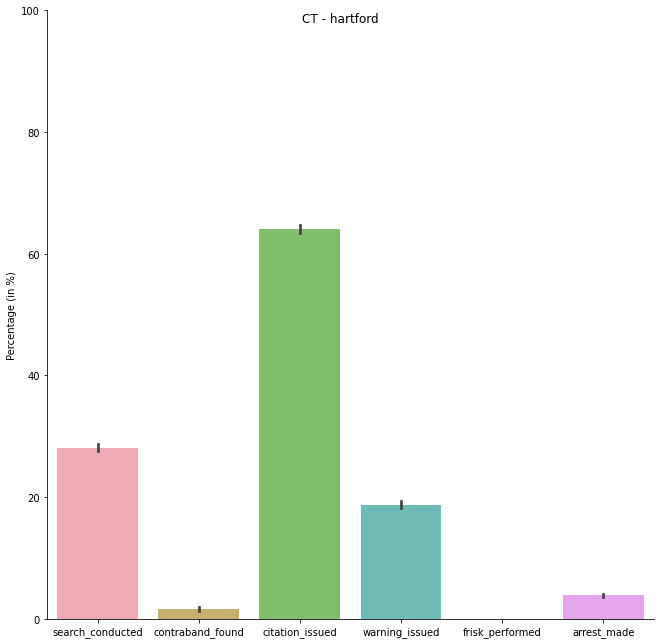 CT - hartford
Percentage (in %)
100
80
60
40
20
0
search_conducted contraband_found citation_issued warning_issued frisk_performed arrest_made